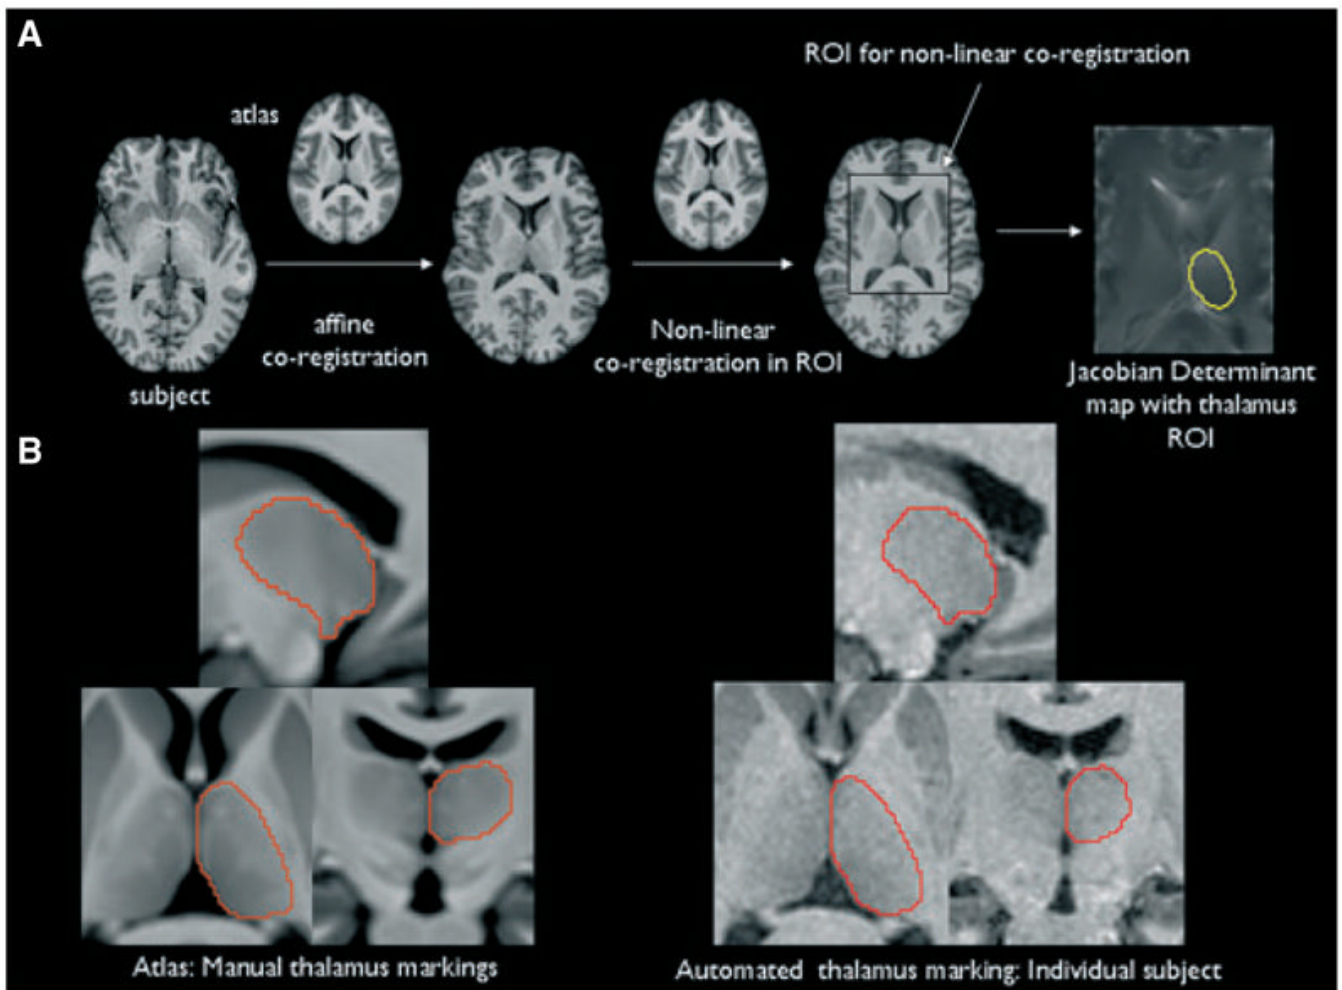 A
ROI for non-linear co-registration
atlas
affine
co-registration
Non-linear
co-registration in ROI
subject
Jacobian Determinant
map with thalamus
ROI
B
Atlas: Manual thalamus markings
Automated thalamus marking: Individual subject